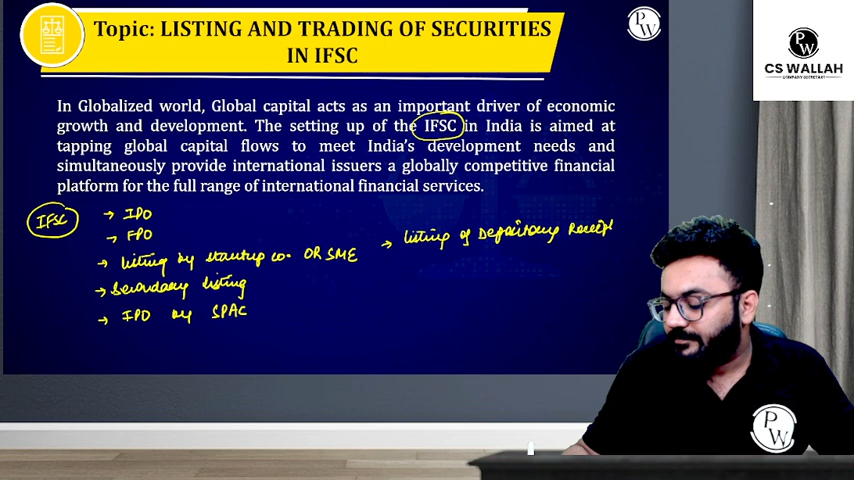 Topic: LISTING AND TRADING OF SECURITIES
IN IFSC
PW
PW
CS WALLAH
COMPANY SECRETARY
In Globalized world, Global capital acts as an important driver of economic
growth and development. The setting up of the IFSC in India is aimed at
tapping global capital flows to meet India's development needs and
simultaneously provide international issuers a globally competitive financial
platform for the full range of international financial services.
IFSC → IPO
→ FPO
→ Listing by startup co. OR SME
→ Secondary listing
→ IPO by SPAC
→ Listing of Depository Receipt
PW